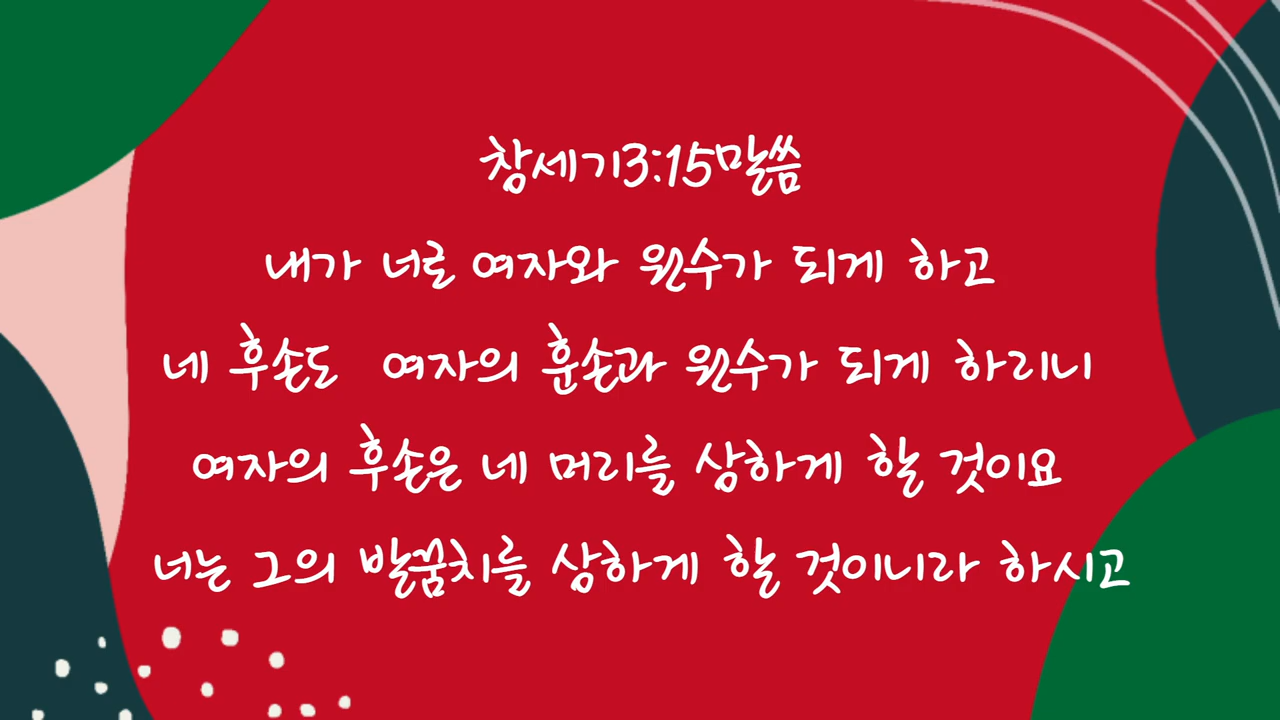 창세기3:15말씀
내가 너로 여자와 원수가 되게 하고
네 후손도 여자의 훈손과 원수가 되게 하리니
여자의 후손은 네 머리를 상하게 할 것이요
너는 그의 발꿈치를 상하게 할 것이니라 하시고